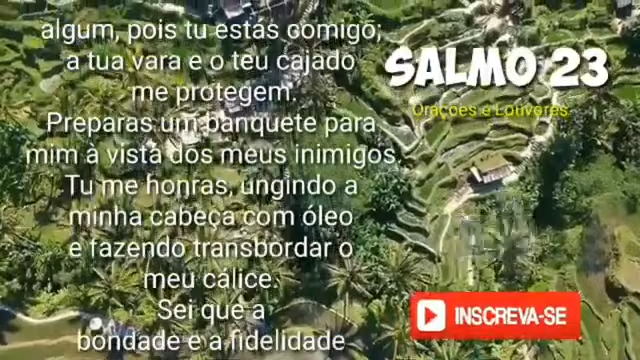 algum, pois tu estás comigo;
a tua vara e o teu cajado
me protegem.
Preparas um banquete para
mim à vista dos meus inimigos.
Tu me honras, ungindo a
minha cabeça com óleo
e fazendo transbordar o
meu cálice.
Sei que a
bondade e a fidelidade
SALMO 23
Orações e Louvores
INSCREVA-SE